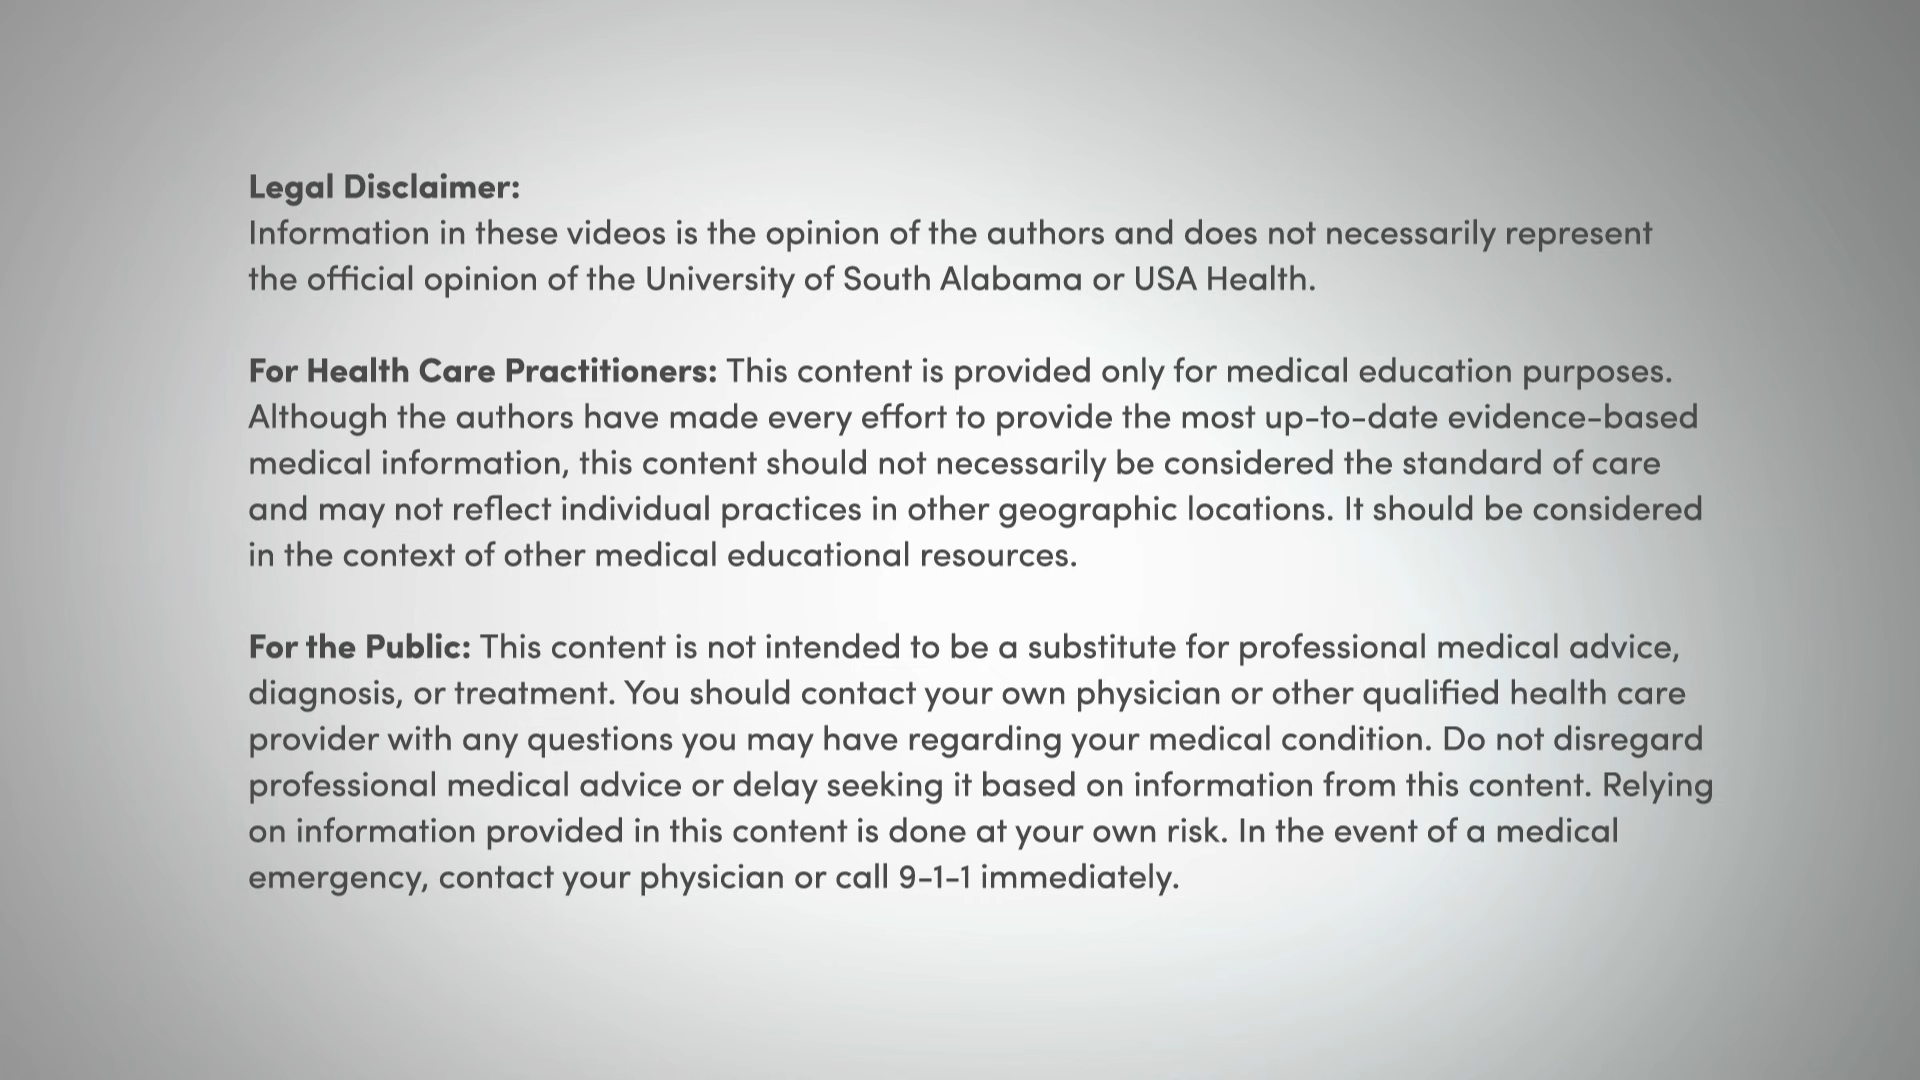 Legal Disclaimer:
Information in these videos is the opinion of the authors and does not necessarily represent
the official opinion of the University of South Alabama or USA Health.
For Health Care Practitioners: This content is provided only for medical education purposes.
Although the authors have made every effort to provide the most up-to-date evidence-based
medical information, this content should not necessarily be considered the standard of care
and may not reflect individual practices in other geographic locations. It should be considered
in the context of other medical educational resources.
For the Public: This content is not intended to be a substitute for professional medical advice,
diagnosis, or treatment. You should contact your own physician or other qualified health care
provider with any questions you may have regarding your medical condition. Do not disregard
professional medical advice or delay seeking it based on information from this content. Relying
on information provided in this content is done at your own risk. In the event of a medical
emergency, contact your physician or call 9-1-1 immediately.